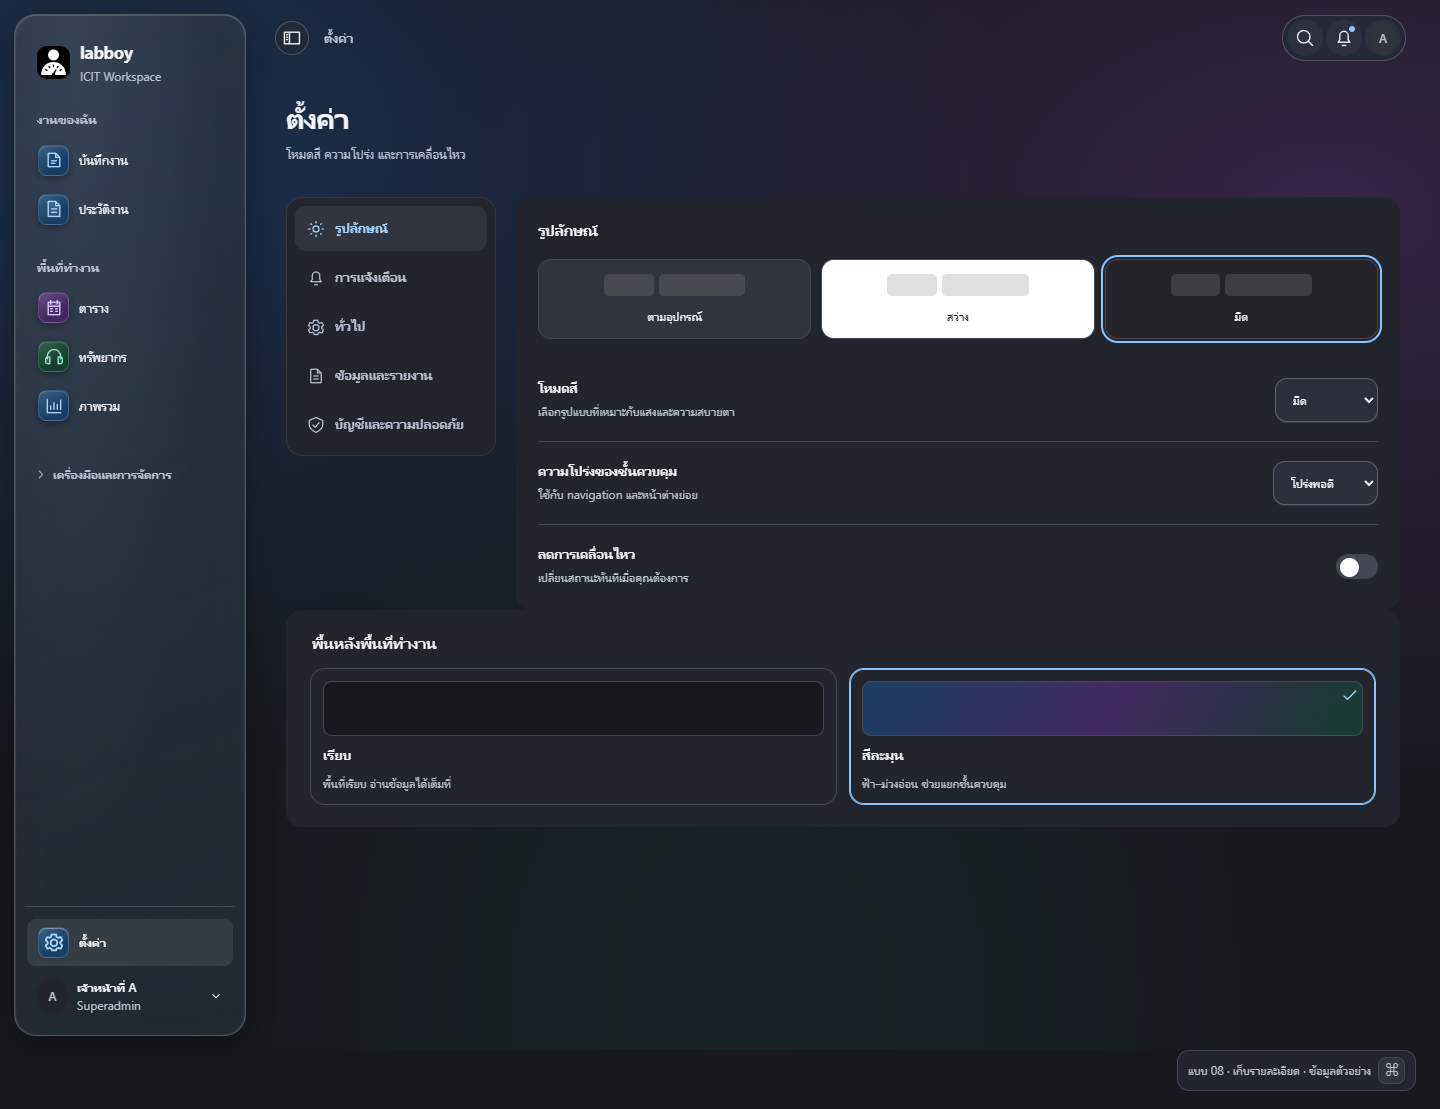 labboy
ICIT Workspace
งานของฉัน
บันทึกงาน
ประวัติงาน
พื้นที่ทำงาน
ตาราง
ทรัพยากร
ภาพรวม
เครื่องมือและการจัดการ
ตั้งค่า
A
เจ้าหน้าที่ A
Superadmin
ตั้งค่า
A
ตั้งค่า
โหมดสี ความโปร่ง และการเคลื่อนไหว
รูปลักษณ์
การแจ้งเตือน
ทั่วไป
ข้อมูลและรายงาน
บัญชีและความปลอดภัย
รูปลักษณ์
ตามอุปกรณ์
สว่าง
มืด
โหมดสี
เลือกรูปแบบที่เหมาะกับแสงและความสบายตา
มืด
ความโปร่งของชั้นควบคุม
ใช้กับ navigation และหน้าต่างย่อย
โปร่งพอดี
ลดการเคลื่อนไหว
เปลี่ยนสถานะทันทีเมื่อคุณต้องการ
พื้นหลังพื้นที่ทำงาน
เรียบ
พื้นที่เรียบ อ่านข้อมูลได้เต็มที่
สีละมุน
ฟ้า–ม่วงอ่อน ช่วยแยกชั้นควบคุม
แบบ 08 · เก็บรายละเอียด · ข้อมูลตัวอย่าง ⌘